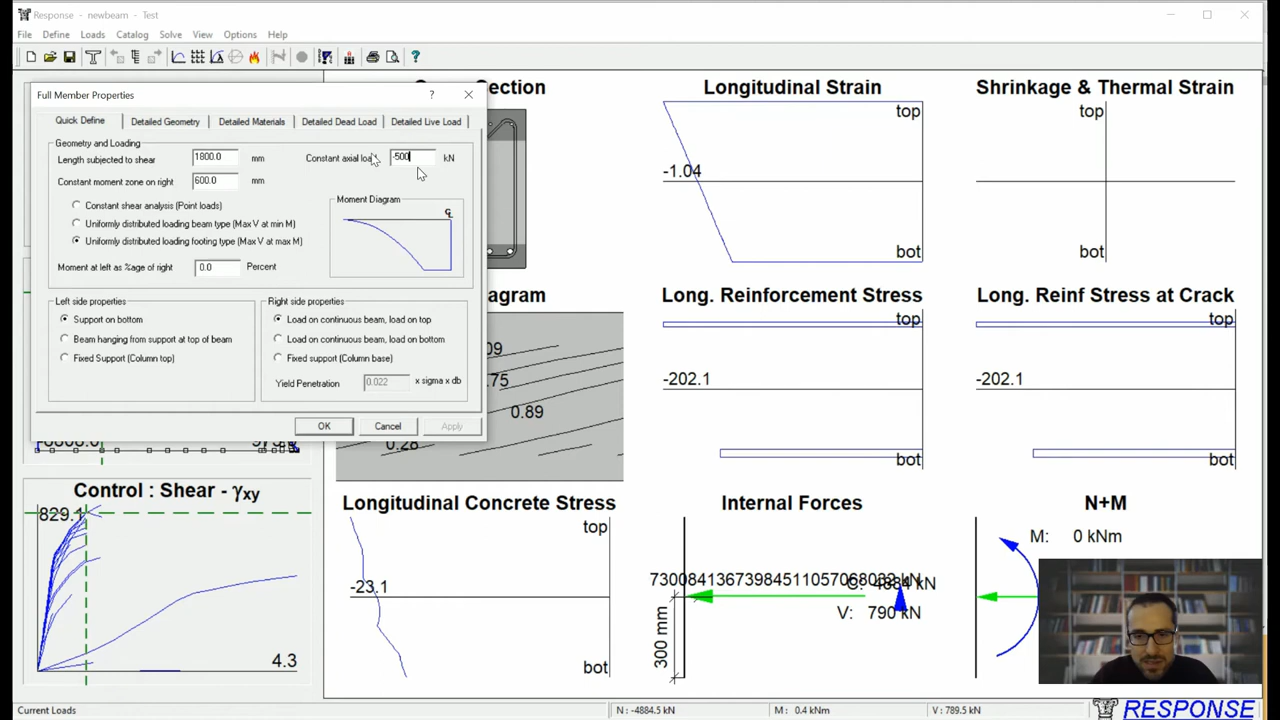 Response - newbeam - Test
File Define Loads Catalog Solve View Options Help
Full Member Properties
Quick Define Detailed Geometry Detailed Materials Detailed Dead Load Detailed Live Load
Geometry and Loading
Length subjected to shear 1800.0 mm Constant axial load -500 kN
Constant moment zone on right 600.0 mm
Constant shear analysis (Point loads)
Uniformly distributed loading beam type (Max V at min M)
Uniformly distributed loading footing type (Max V at max M)
Moment Diagram
Moment at left as %age of right 0.0 Percent
Left side properties
Support on bottom
Beam hanging from support at top of beam
Fixed Support (Column top)
Right side properties
Load on continuous beam, load on top
Load on continuous beam, load on bottom
Fixed support (Column base)
Yield Penetration 0.022 x sigma x db
OK Cancel Apply
Section
Longitudinal Strain
top
-1.04
bot
Shrinkage & Thermal Strain
top
bot
agram
.09
.75
0.89
0.28
Long. Reinforcement Stress
top
-202.1
bot
Long. Reinf Stress at Crack
top
-202.1
bot
Control : Shear - γxy
829.1
4.3
Longitudinal Concrete Stress
top
-23.1
bot
Internal Forces
C: 4884 kN
V: 790 kN
300 mm
N+M
M: 0 kNm
Current Loads N : -4884.5 kN M : 0.4 kNm V : 789.5 kN
RESPONSE